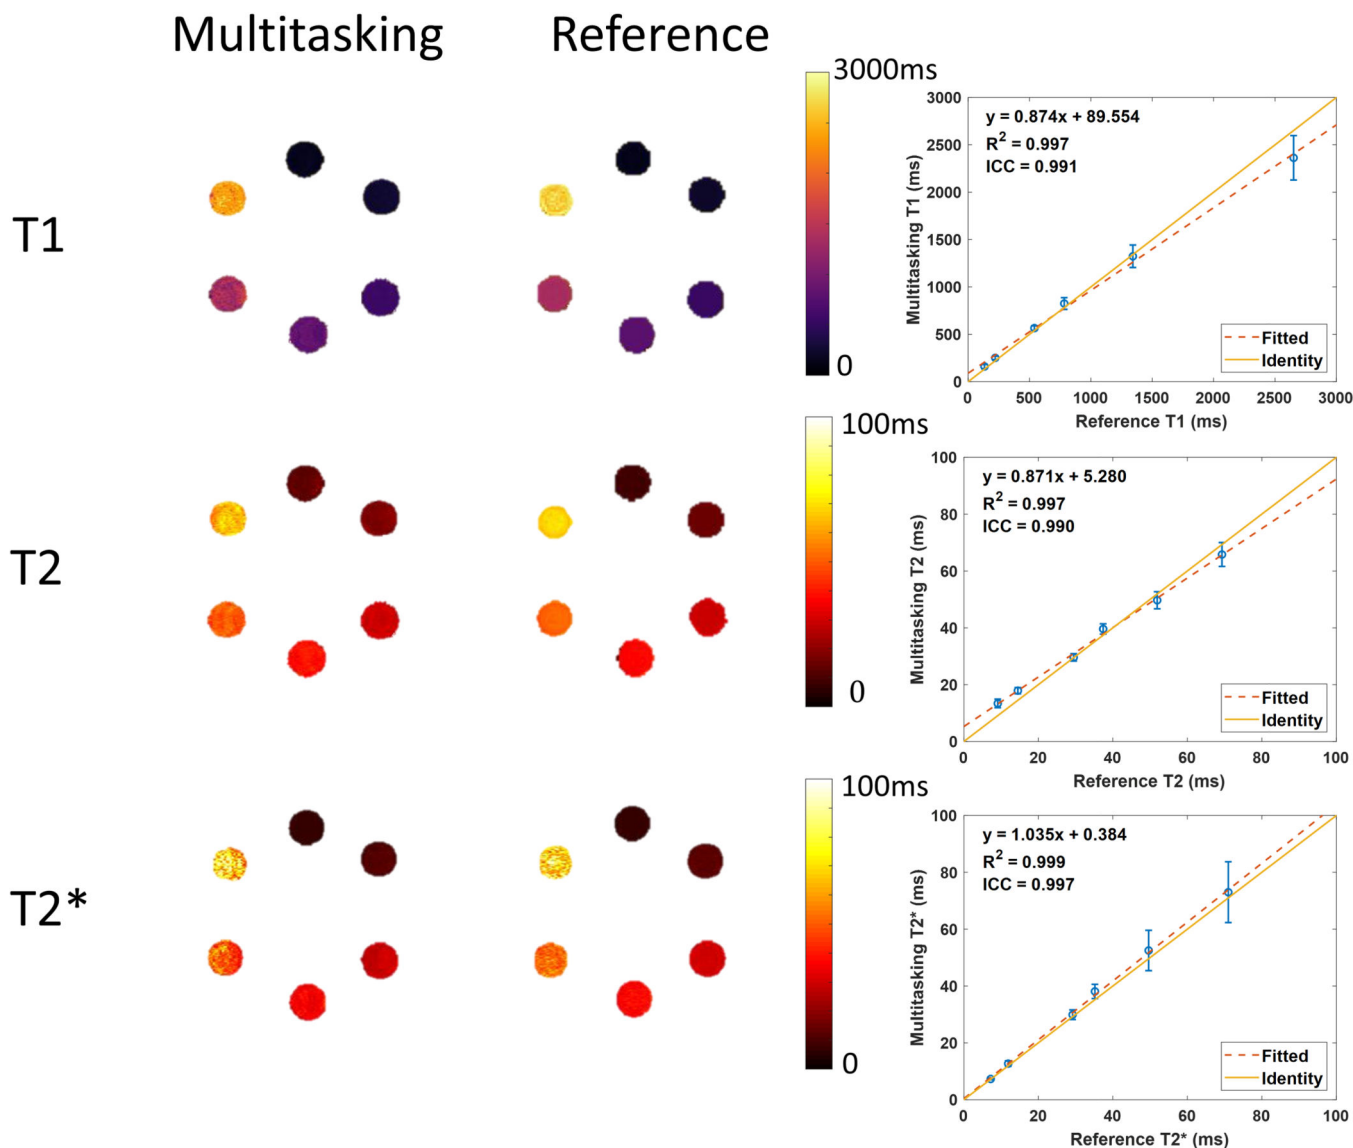 Multitasking
Reference
T1
3000ms
0
3000
2500
2000
1500
1000
500
0
Multitasking T1 (ms)
y = 0.874x + 89.554
R² = 0.997
ICC = 0.991
Fitted
Identity
0 500 1000 1500 2000 2500 3000
Reference T1 (ms)
T2
100ms
0
100
80
60
40
20
0
Multitasking T2 (ms)
y = 0.871x + 5.280
R² = 0.997
ICC = 0.990
Fitted
Identity
0 20 40 60 80 100
Reference T2 (ms)
T2*
100ms
0
100
80
60
40
20
0
Multitasking T2* (ms)
y = 1.035x + 0.384
R² = 0.999
ICC = 0.997
Fitted
Identity
0 20 40 60 80 100
Reference T2* (ms)